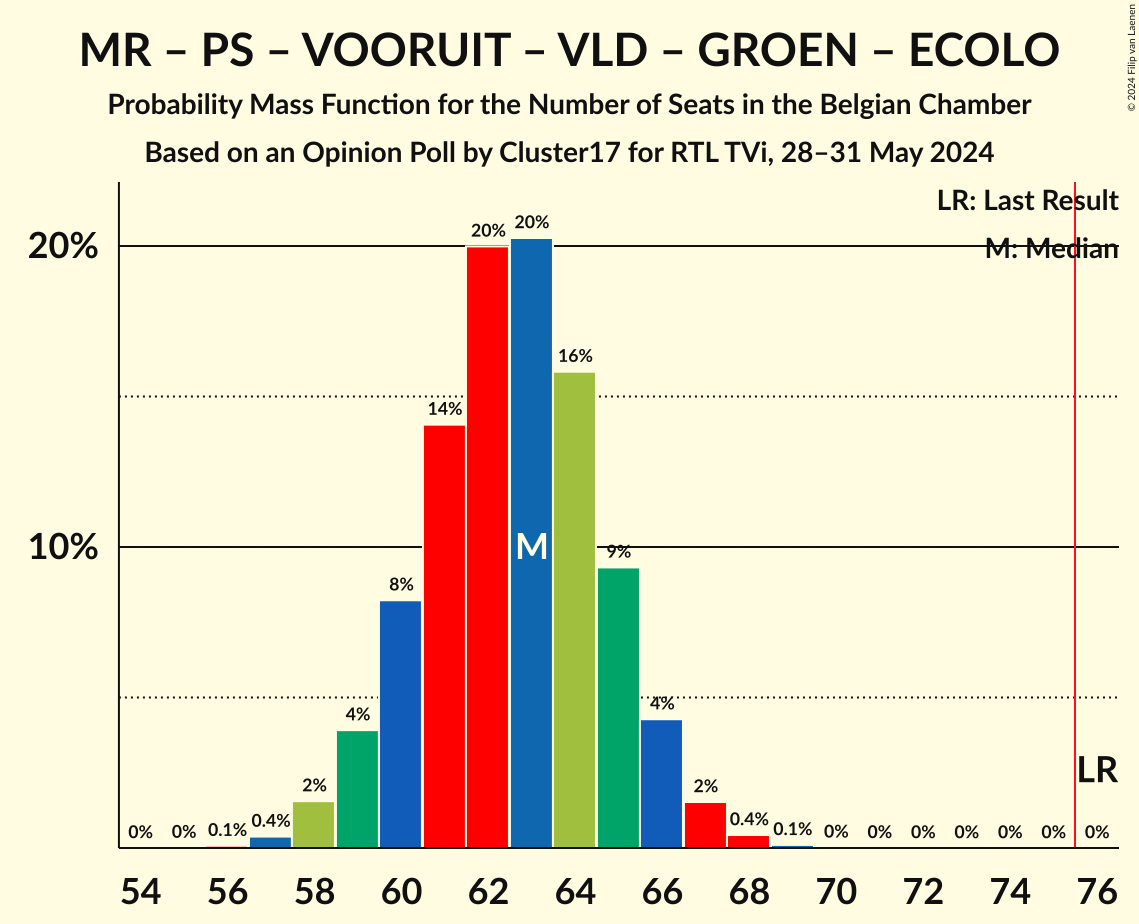 MR – PS – VOORUIT – VLD – GROEN – ECOLO
Probability Mass Function for the Number of Seats in the Belgian Chamber
Based on an Opinion Poll by Cluster17 for RTL TVi, 28–31 May 2024
© 2024 Filip van Laenen
LR: Last Result
M: Median
20%
10%
0% 0% 0.1% 0.4% 2% 4% 8% 14% 20% 20% 16% 9% 4% 2% 0.4% 0.1% 0% 0% 0% 0% 0% 0% 0%
M
LR
54 56 58 60 62 64 66 68 70 72 74 76